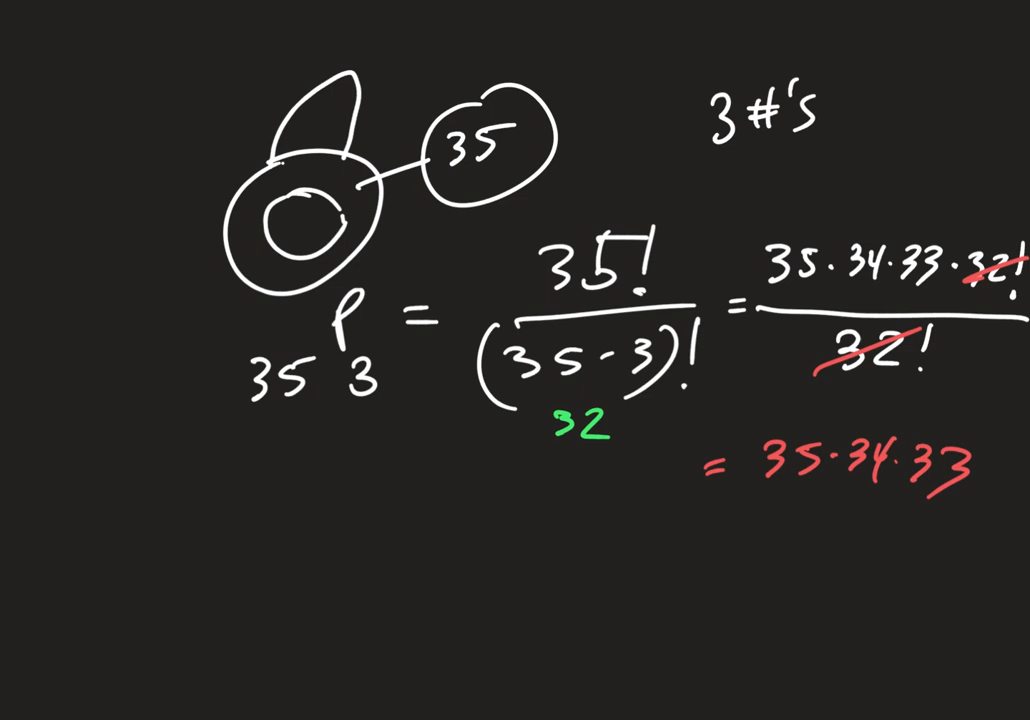 35
3 #'s
35 P 3 = 35! / (35-3)! = 35·34·33·32! / 32!
32
= 35·34·33